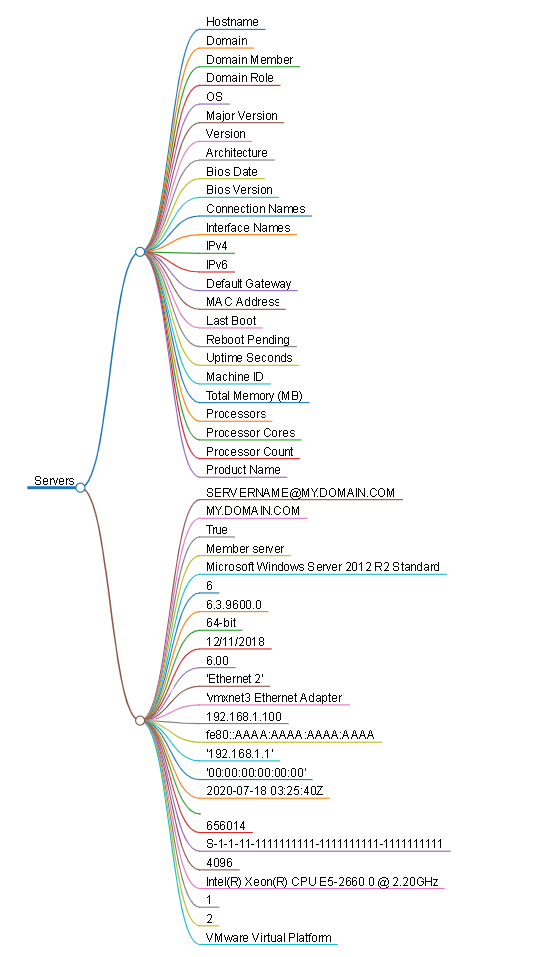 Hostname
Domain
Domain Member
Domain Role
OS
Major Version
Version
Architecture
Bios Date
Bios Version
Connection Names
Interface Names
IPv4
IPv6
Default Gateway
MAC Address
Last Boot
Reboot Pending
Uptime Seconds
Machine ID
Total Memory (MB)
Processors
Processor Cores
Processor Count
Product Name
Servers
SERVERNAME@MY.DOMAIN.COM
MY.DOMAIN.COM
True
Member server
Microsoft Windows Server 2012 R2 Standard
6
6.3.9600.0
64-bit
12/11/2018
6.00
'Ethernet 2'
'vmxnet3 Ethernet Adapter
192.168.1.100
fe80::AAAA:AAAA:AAAA:AAAA
'192.168.1.1'
'00:00:00:00:00:00'
2020-07-18 03:25:40Z
656014
S-1-1-11-1111111111-1111111111-1111111111
4096
Intel(R) Xeon(R) CPU E5-2660 0 @ 2.20GHz
1
2
VMware Virtual Platform